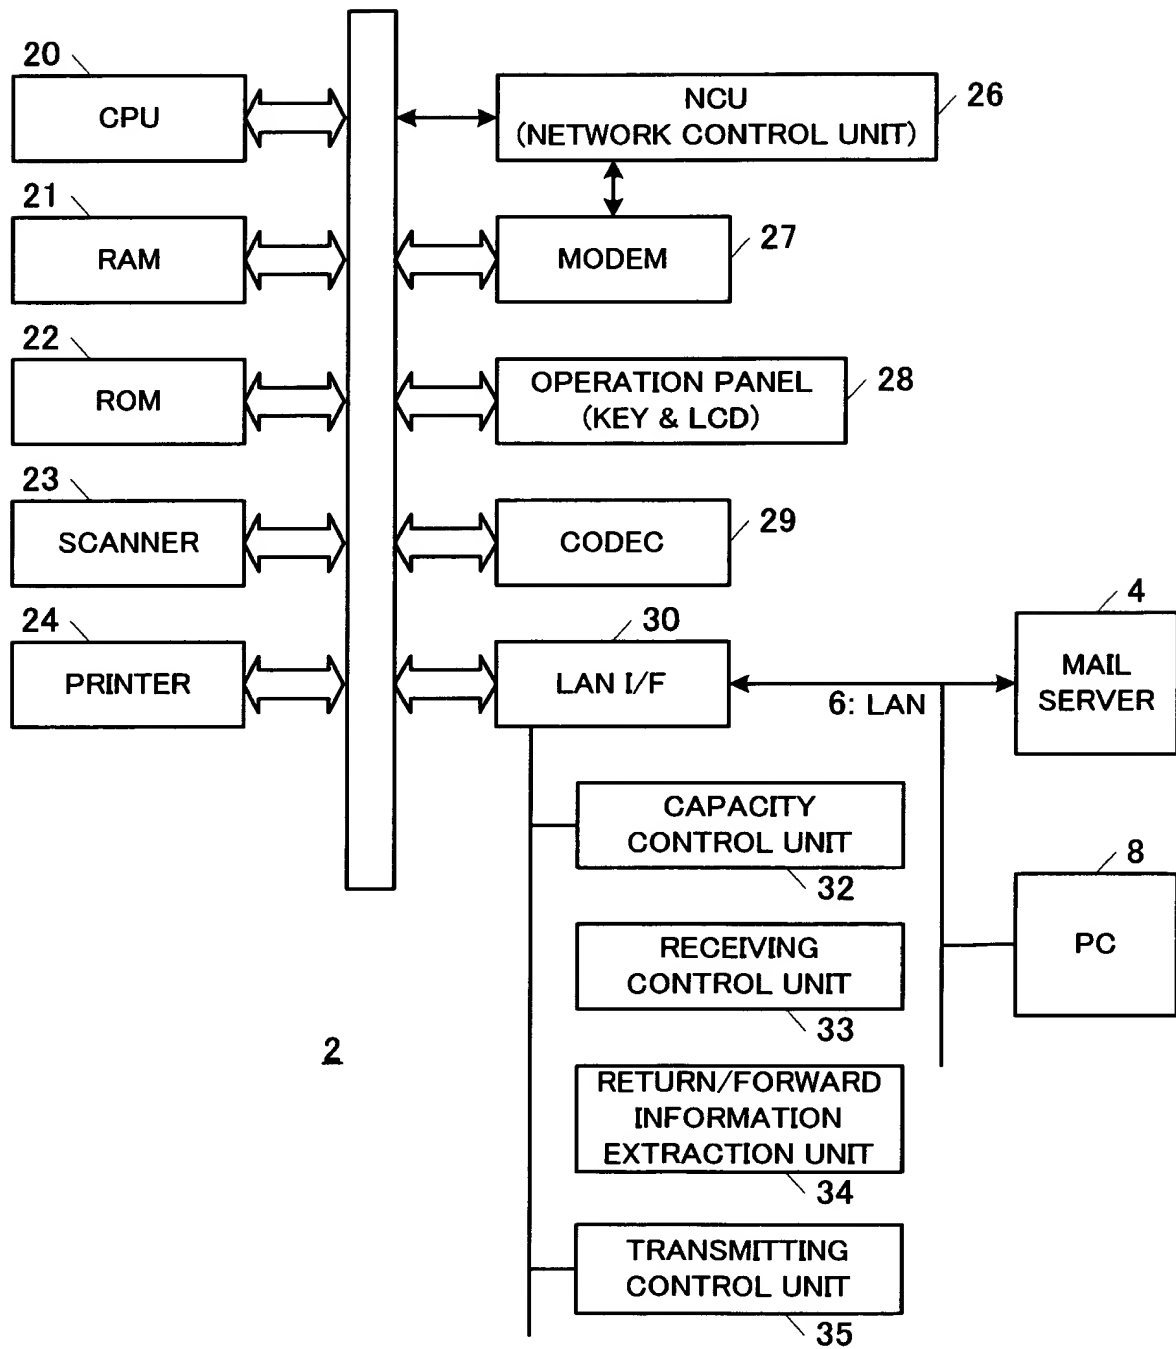 20
CPU
21
RAM
22
ROM
23
SCANNER
24
PRINTER
NCU
(NETWORK CONTROL UNIT)
26
MODEM
27
OPERATION PANEL
(KEY & LCD)
28
CODEC
29
30
LAN I/F
6: LAN
4
MAIL
SERVER
8
PC
CAPACITY
CONTROL UNIT
32
RECEIVING
CONTROL UNIT
33
RETURN/FORWARD
INFORMATION
EXTRACTION UNIT
34
TRANSMITTING
CONTROL UNIT
35
2